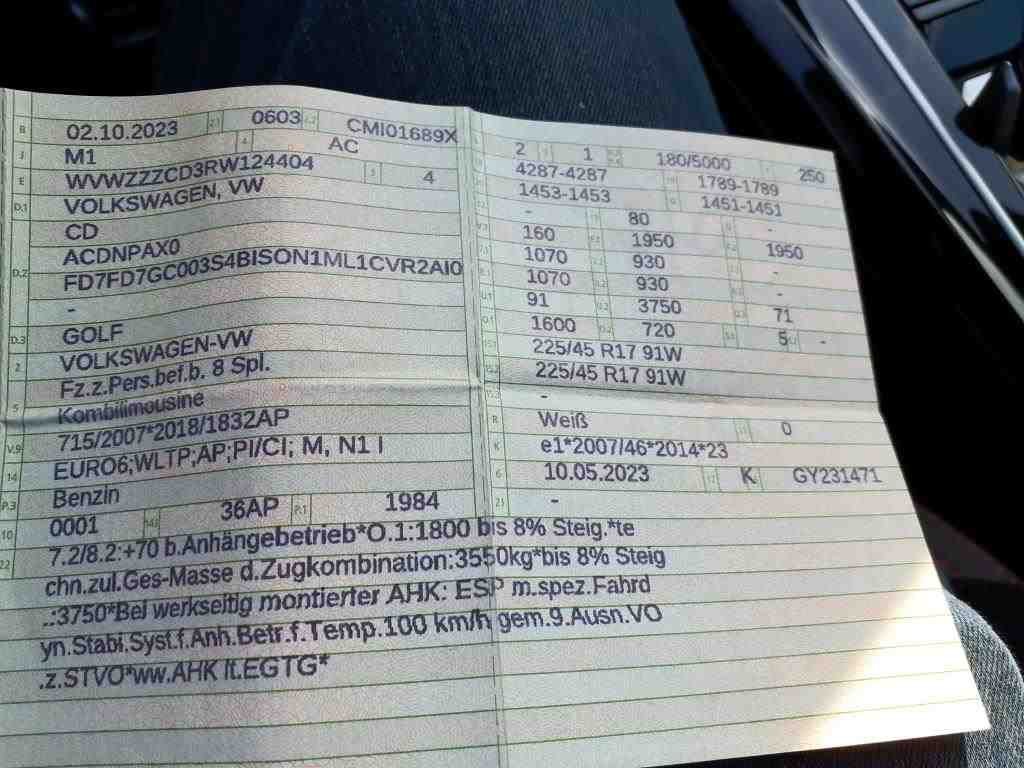 B 02.10.2023 2.1 0603 2.2 CMI01689X
J M1 4 AC
E WVWZZZCD3RW124404 3 4
D.1 VOLKSWAGEN, VW
CD
ACDNPAX0
D.2 FD7FD7GC003S4BISON1ML1CVR2AI0
-
D.3 GOLF
2 VOLKSWAGEN-VW
Fz.z.Pers.bef.b. 8 Spl.
5 Kombilimousine
715/2007*2018/1832AP
V.9 EURO6;WLTP;AP;PI/CI; M, N1 I
14
P.3 Benzin
10 0001 14.1 36AP P.1 1984
2 1 180/5000 250
4287-4287 1789-1789
1453-1453 1451-1451
- 80 -
160 1950 1950
1070 930 -
1070 930 -
91 3750 71
1600 720 5 -
225/45 R17 91W
225/45 R17 91W
-
R Weiß 0
K e1*2007/46*2014*23
6 10.05.2023 17 K GY231471
21 -
22 7.2/8.2:+70 b.Anhängebetrieb*O.1:1800 bis 8% Steig.*te
chn.zul.Ges-Masse d.Zugkombination:3550kg*bis 8% Steig
.:3750*Bei werkseitig montierter AHK: ESP m.spez.Fahrd
yn.Stabi.Syst.f.Anh.Betr.f.Temp.100 km/h gem.9.Ausn.VO
.z.STVO*ww.AHK lt.EGTG*